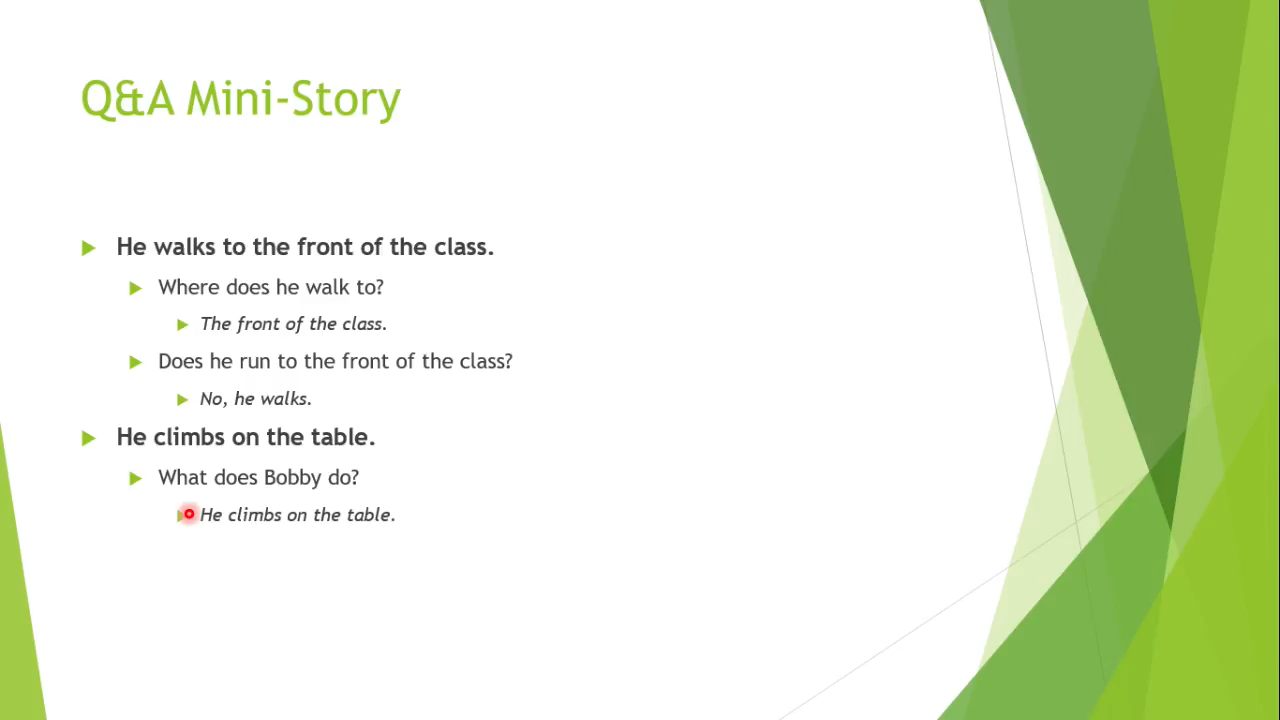 Q&A Mini-Story
He walks to the front of the class.
Where does he walk to?
The front of the class.
Does he run to the front of the class?
No, he walks.
He climbs on the table.
What does Bobby do?
He climbs on the table.